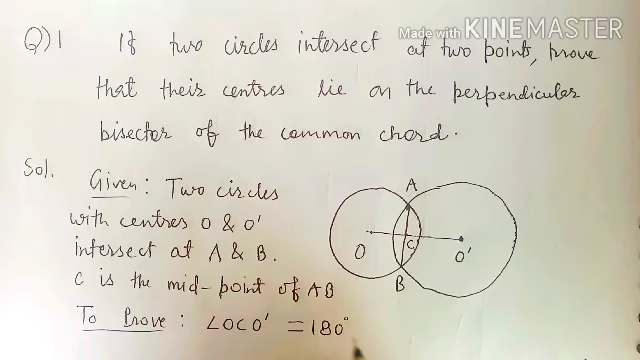 Made with KINEMASTER
Q)1 If two circles intersect at two points, prove
that their centres lie on the perpendicular
bisector of the common chord.
Sol. Given: Two circles
with centres O & O'
intersect at A & B.
C is the mid-point of AB
To Prove: ∠OCO' = 180°
A
O
C
O'
B